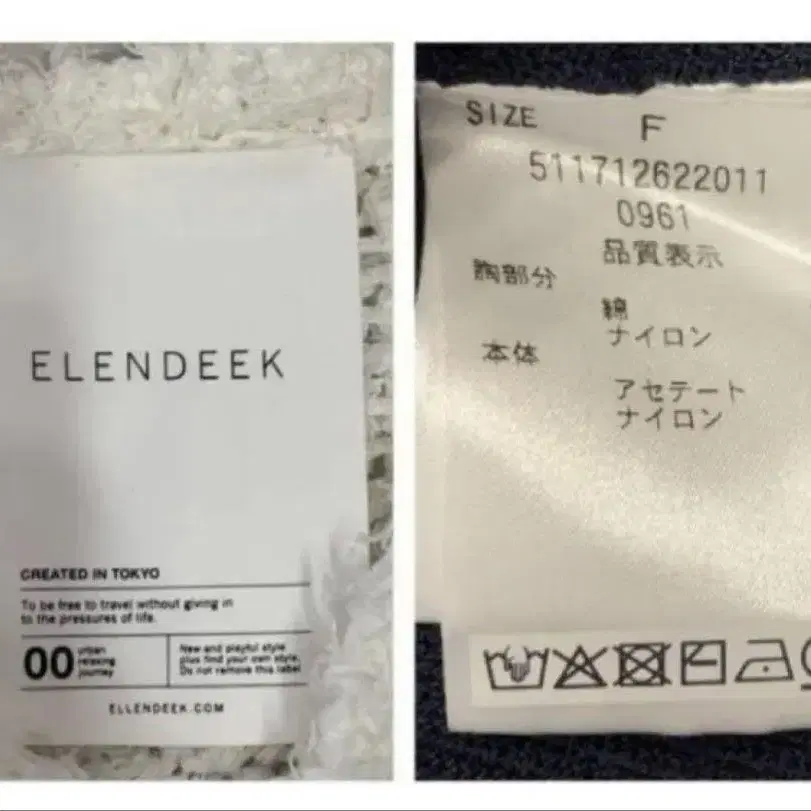 ELENDEEK
CREATED IN TOKYO
To be free to travel without giving in
to the pressures of life.
00
urban
relaxing
journey
New and playful style
plus find your own style.
Do not remove this label
ELLENDEEK.COM
SIZE F
511712622011
0961
品質表示
胸部分
綿
ナイロン
本体
アセテート
ナイロン